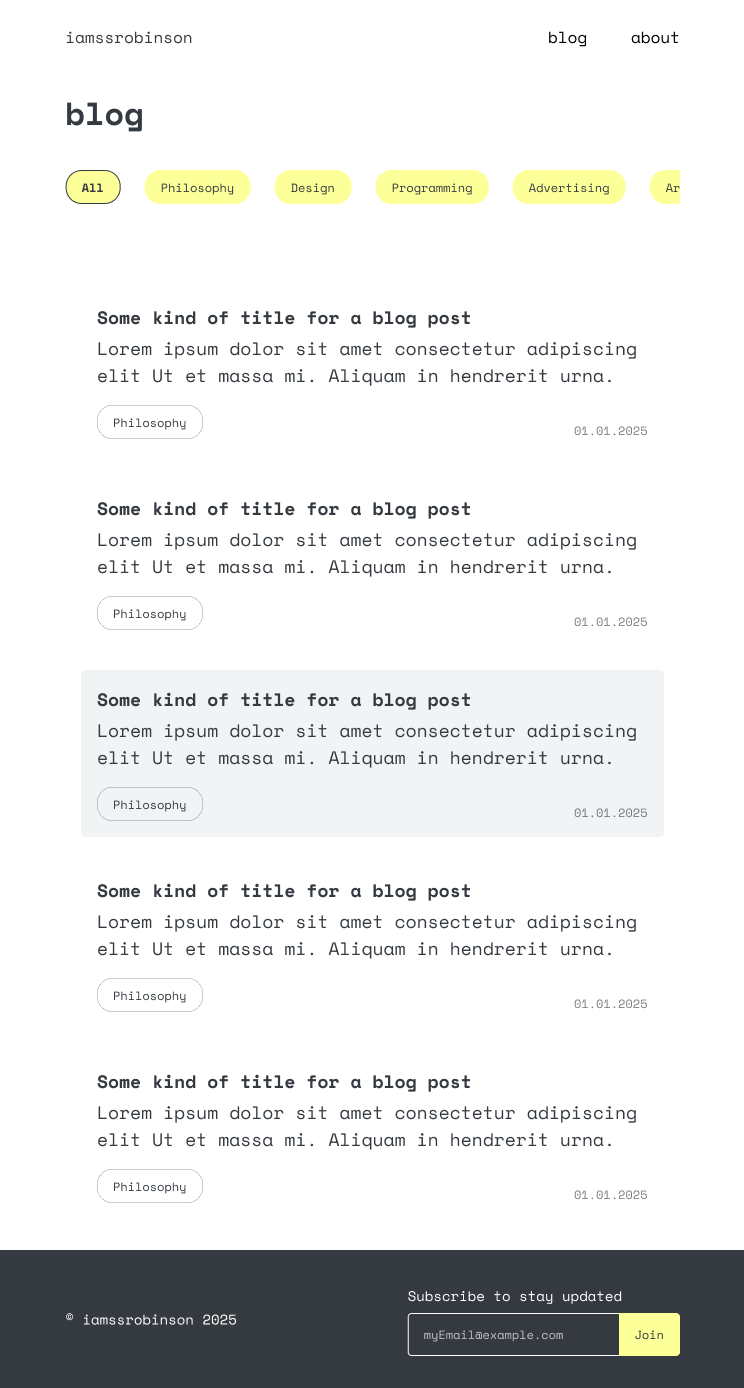 iamssrobinson blog about
blog
All Philosophy Design Programming Advertising Ar
Some kind of title for a blog post
Lorem ipsum dolor sit amet consectetur adipiscing
elit Ut et massa mi. Aliquam in hendrerit urna.
Philosophy 01.01.2025
Some kind of title for a blog post
Lorem ipsum dolor sit amet consectetur adipiscing
elit Ut et massa mi. Aliquam in hendrerit urna.
Philosophy 01.01.2025
Some kind of title for a blog post
Lorem ipsum dolor sit amet consectetur adipiscing
elit Ut et massa mi. Aliquam in hendrerit urna.
Philosophy 01.01.2025
Some kind of title for a blog post
Lorem ipsum dolor sit amet consectetur adipiscing
elit Ut et massa mi. Aliquam in hendrerit urna.
Philosophy 01.01.2025
Some kind of title for a blog post
Lorem ipsum dolor sit amet consectetur adipiscing
elit Ut et massa mi. Aliquam in hendrerit urna.
Philosophy 01.01.2025
Subscribe to stay updated
© iamssrobinson 2025
myEmail@example.com Join